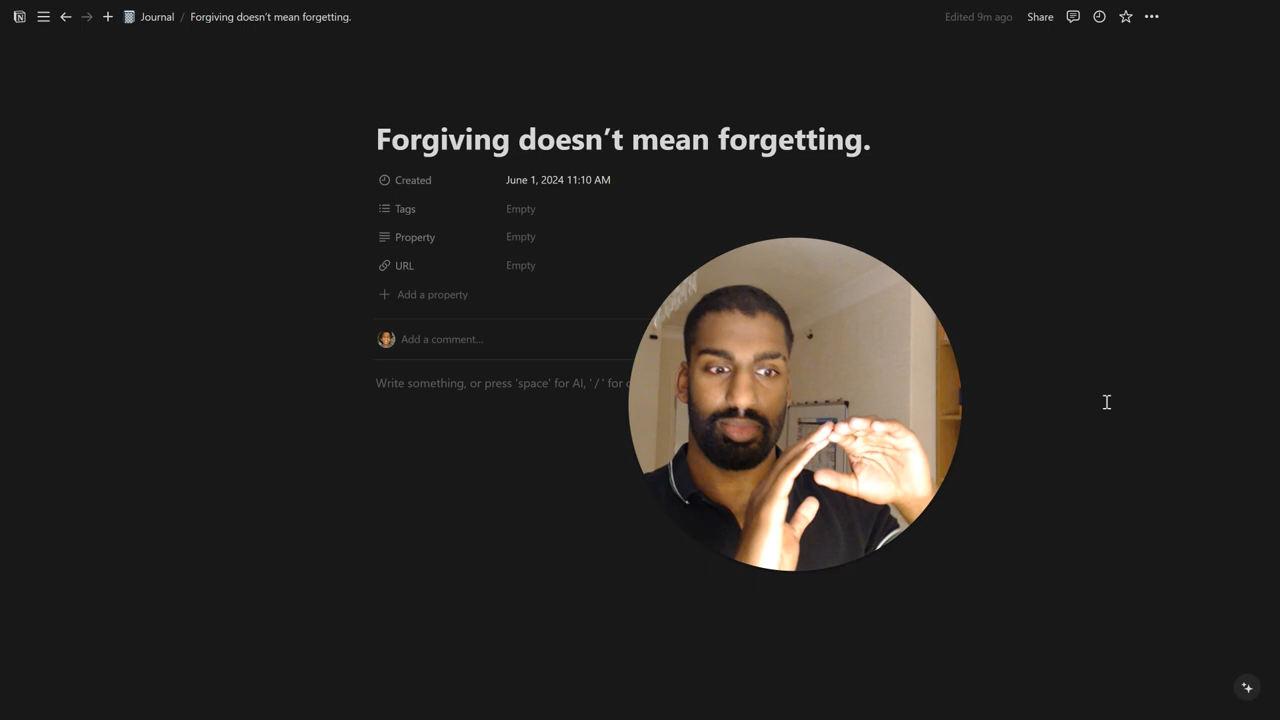 Journal / Forgiving doesn’t mean forgetting.
Edited 9m ago
Share
Forgiving doesn’t mean forgetting.
Created June 1, 2024 11:10 AM
Tags Empty
Property Empty
URL Empty
Add a property
Add a comment...
Write something, or press 'space' for AI, '/' for